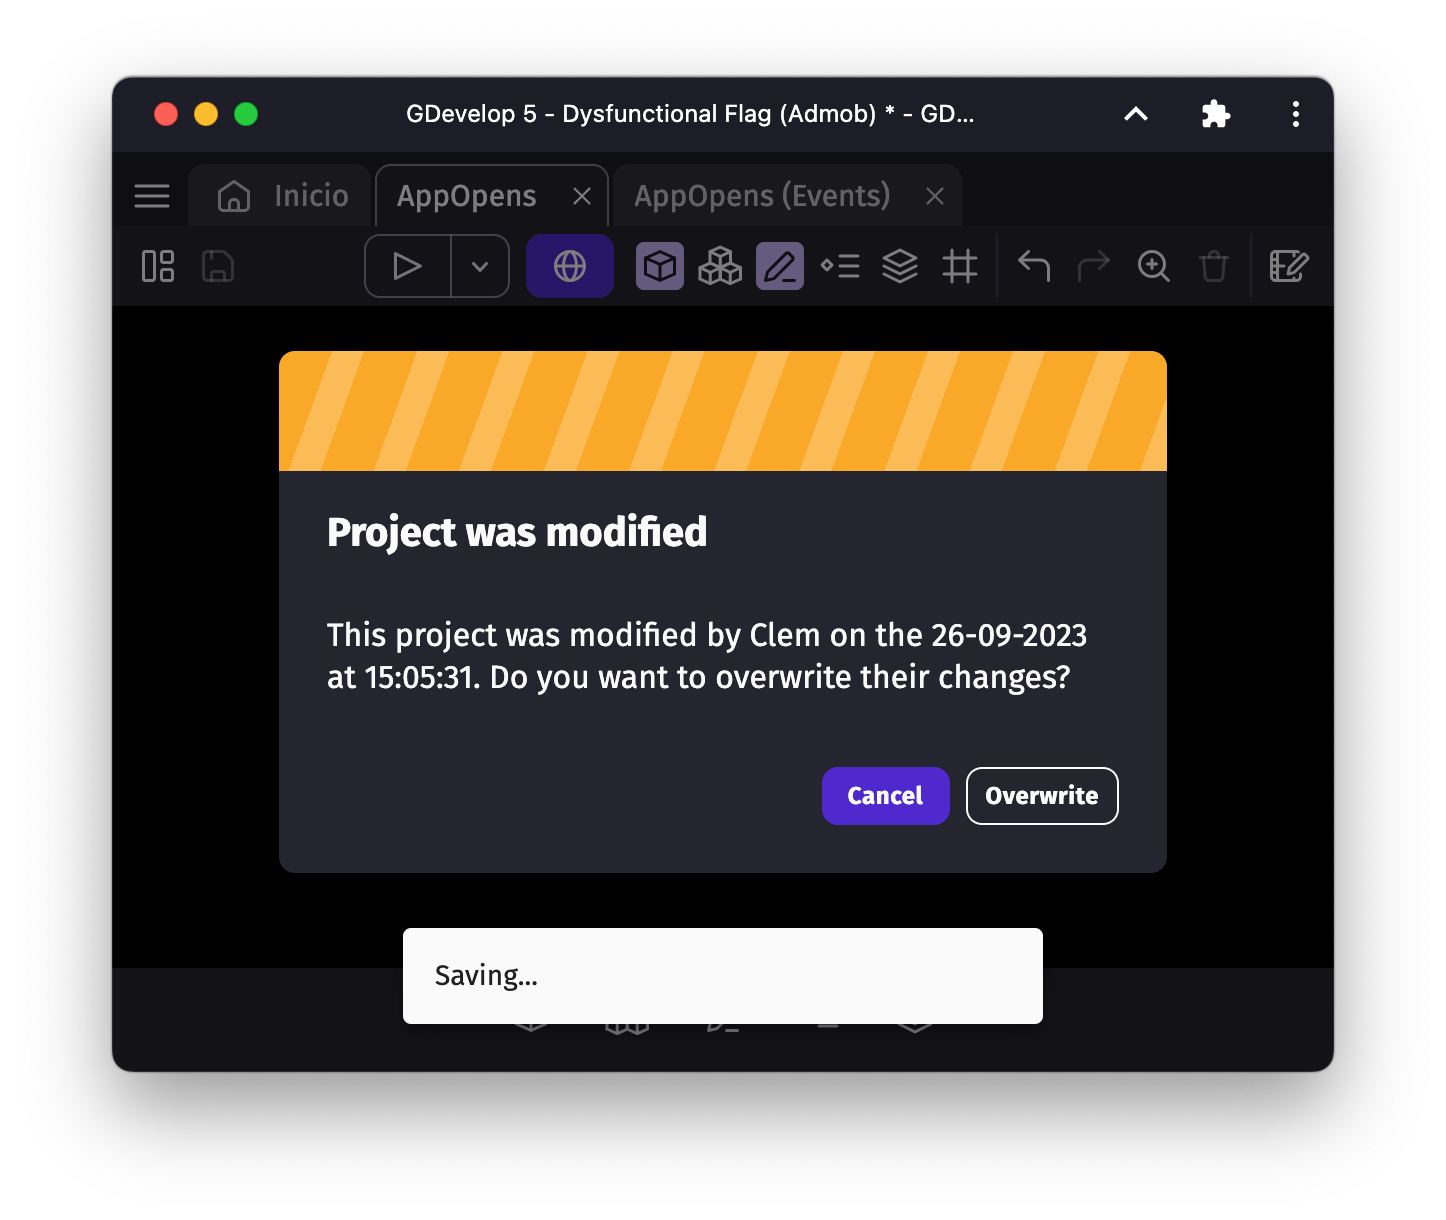 GDevelop 5 - Dysfunctional Flag (Admob) * - GD...
Inicio
AppOpens
AppOpens (Events)
Project was modified
This project was modified by Clem on the 26-09-2023
at 15:05:31. Do you want to overwrite their changes?
Cancel
Overwrite
Saving...